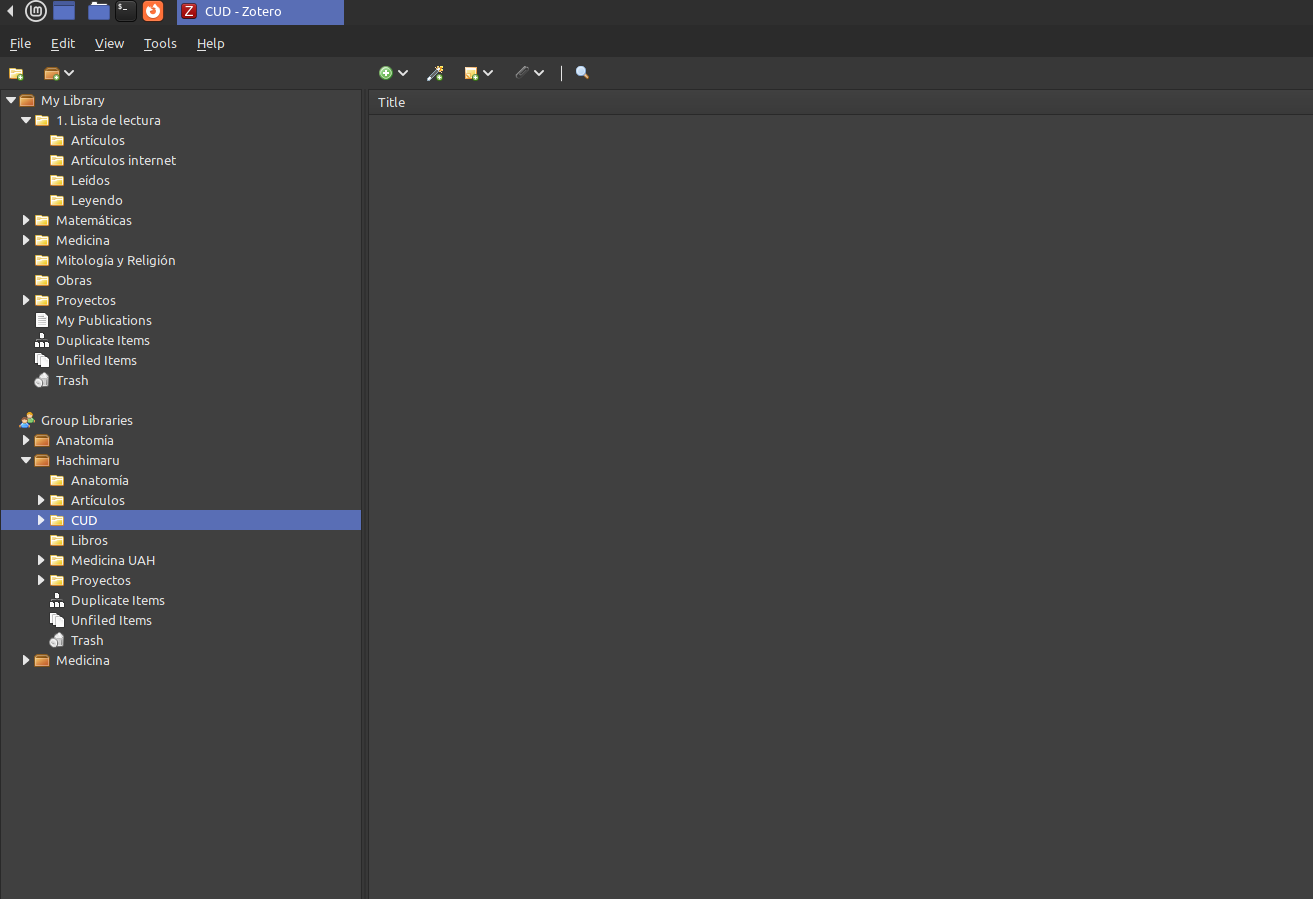 CUD - Zotero
File Edit View Tools Help
Title
My Library
1. Lista de lectura
Artículos
Artículos internet
Leídos
Leyendo
Matemáticas
Medicina
Mitología y Religión
Obras
Proyectos
My Publications
Duplicate Items
Unfiled Items
Trash
Group Libraries
Anatomía
Hachimaru
Anatomía
Artículos
CUD
Libros
Medicina UAH
Proyectos
Duplicate Items
Unfiled Items
Trash
Medicina